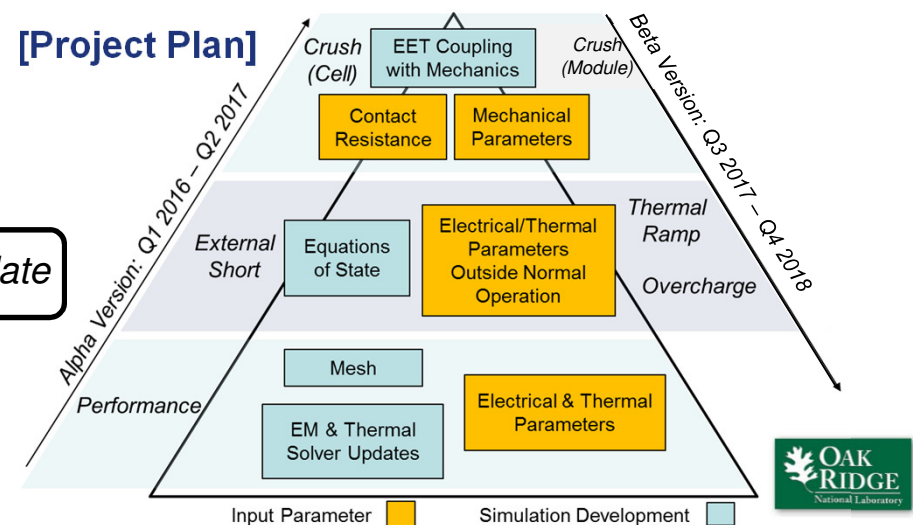 [Project Plan]
Crush
(Cell)
EET Coupling
with Mechanics
Crush
(Module)
Contact
Resistance
Mechanical
Parameters
Alpha Version: Q1 2016 – Q2 2017
Beta Version: Q3 2017 – Q4 2018
External
Short
Equations
of State
Electrical/Thermal
Parameters
Outside Normal
Operation
Thermal
Ramp
Overcharge
Performance
Mesh
EM & Thermal
Solver Updates
Electrical & Thermal
Parameters
OAK
RIDGE
National Laboratory
Input Parameter
Simulation Development